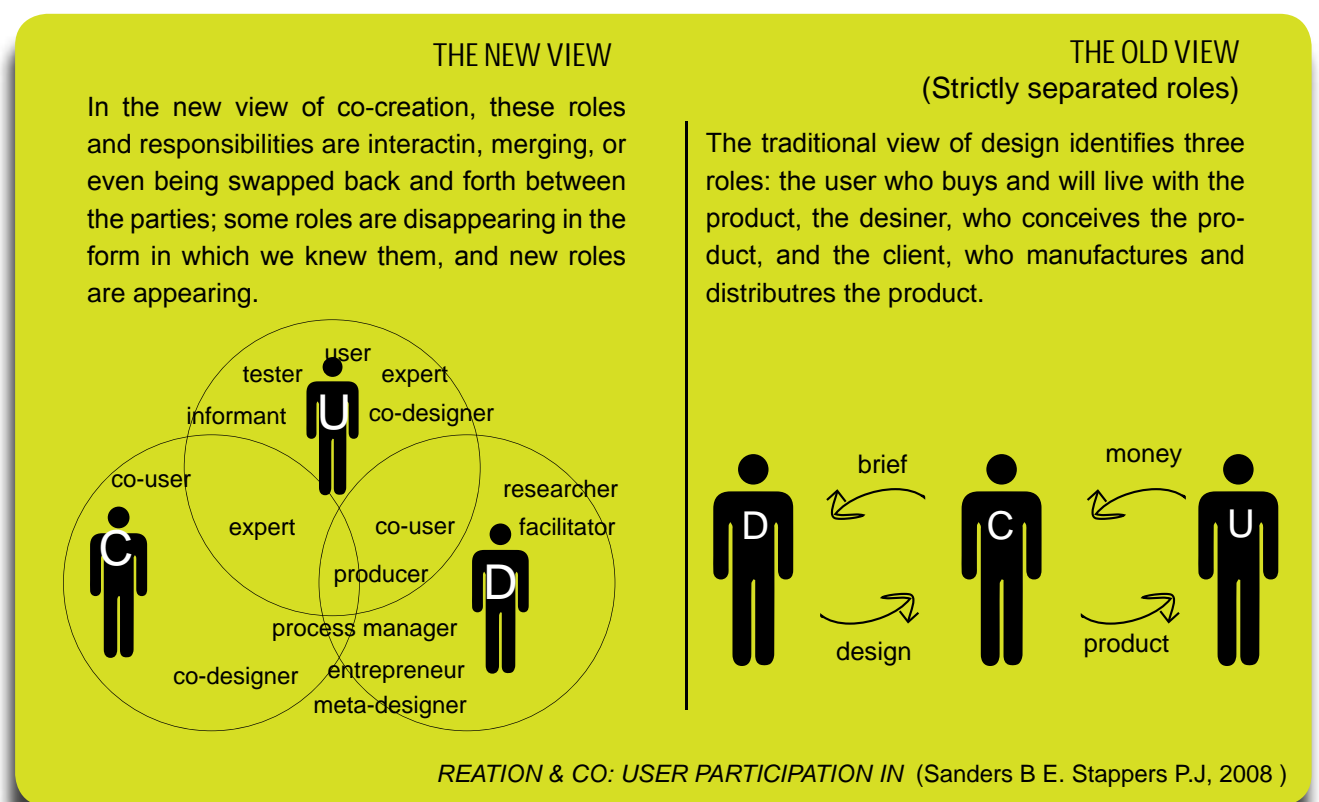 THE NEW VIEW
In the new view of co-creation, these roles
and responsibilities are interactin, merging, or
even being swapped back and forth between
the parties; some roles are disappearing in the
form in which we knew them, and new roles
are appearing.
user
tester
expert
U
informant
co-designer
co-user
researcher
expert
co-user
facilitator
C
producer
D
process manager
co-designer
entrepreneur
meta-designer
THE OLD VIEW
(Strictly separated roles)
The traditional view of design identifies three
roles: the user who buys and will live with the
product, the desiner, who conceives the pro-
duct, and the client, who manufactures and
distributres the product.
brief
money
D
C
U
design
product
REATION & CO: USER PARTICIPATION IN (Sanders B E. Stappers P.J, 2008 )